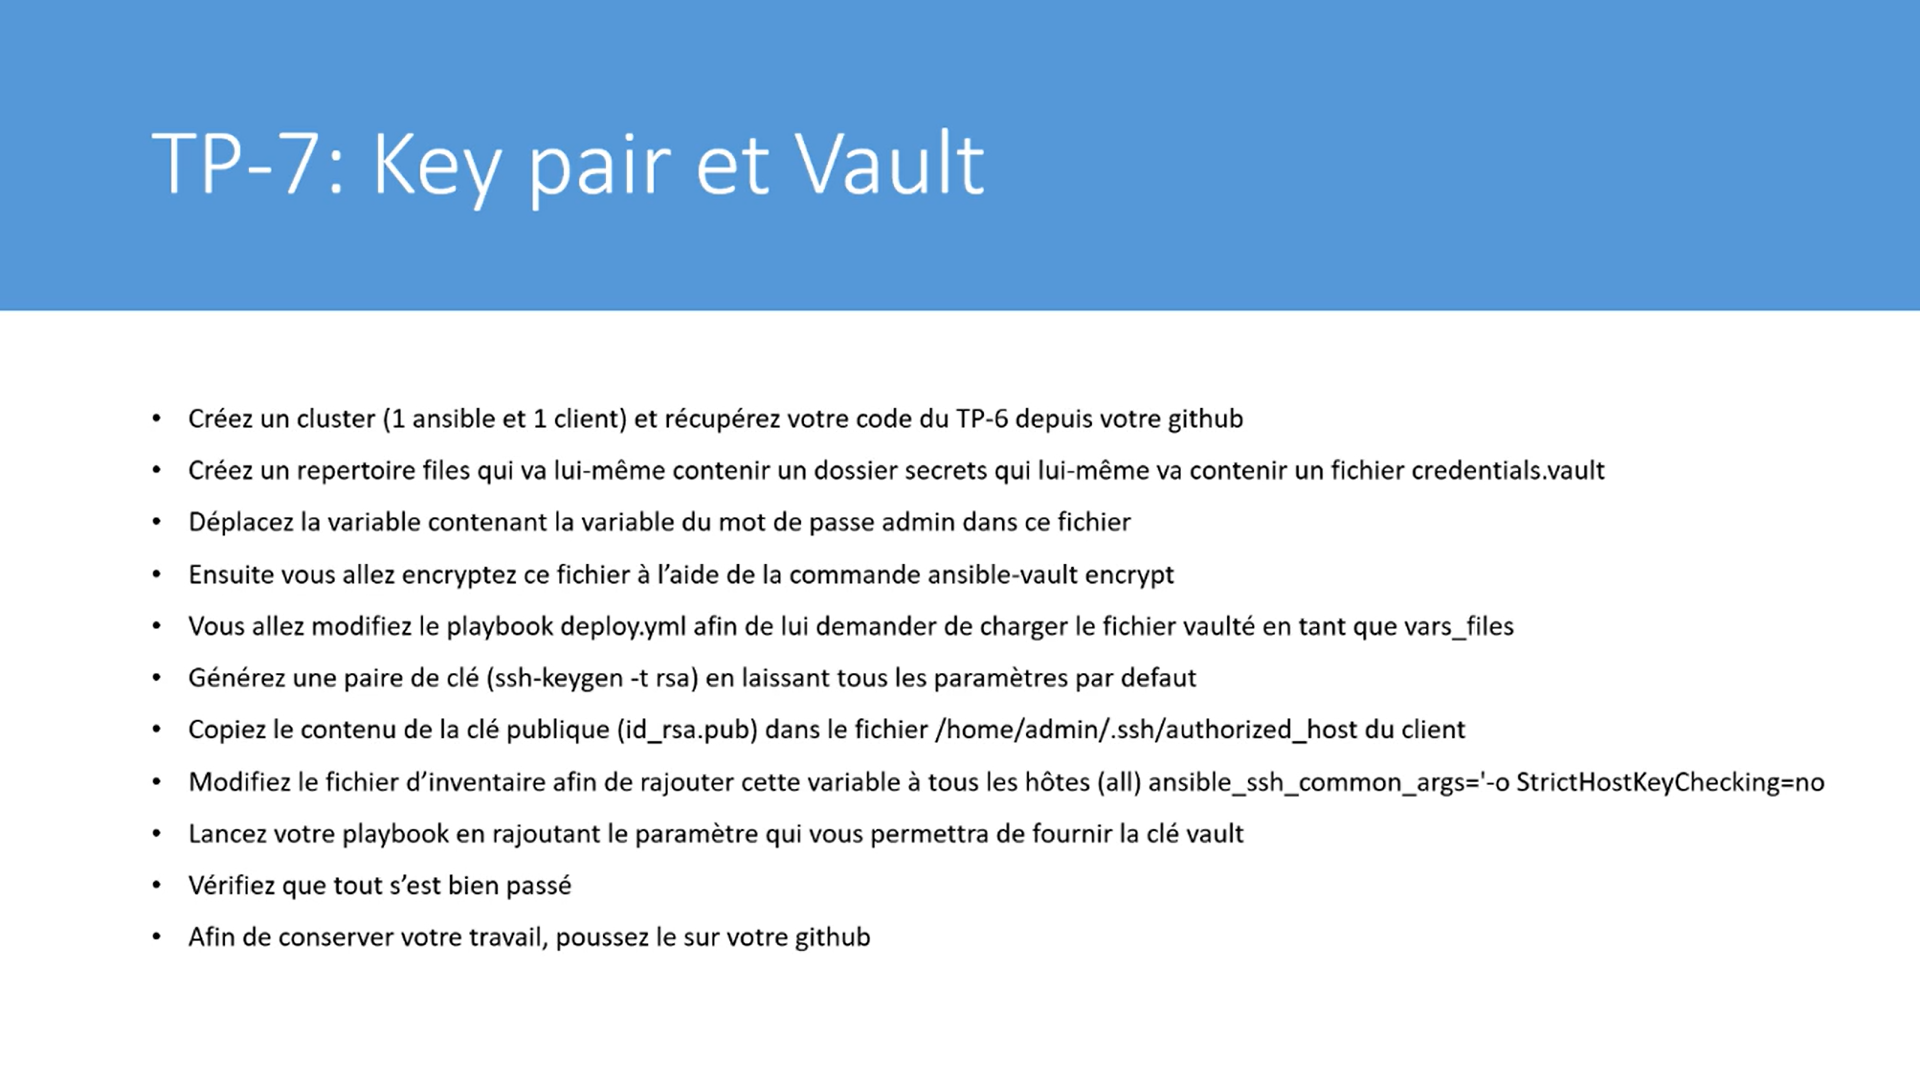 TP-7: Key pair et Vault
• Créez un cluster (1 ansible et 1 client) et récupérez votre code du TP-6 depuis votre github
• Créez un repertoire files qui va lui-même contenir un dossier secrets qui lui-même va contenir un fichier credentials.vault
• Déplacez la variable contenant la variable du mot de passe admin dans ce fichier
• Ensuite vous allez encryptez ce fichier à l’aide de la commande ansible-vault encrypt
• Vous allez modifiez le playbook deploy.yml afin de lui demander de charger le fichier vaulté en tant que vars_files
• Générez une paire de clé (ssh-keygen -t rsa) en laissant tous les paramètres par defaut
• Copiez le contenu de la clé publique (id_rsa.pub) dans le fichier /home/admin/.ssh/authorized_host du client
• Modifiez le fichier d’inventaire afin de rajouter cette variable à tous les hôtes (all) ansible_ssh_common_args='-o StrictHostKeyChecking=no
• Lancez votre playbook en rajoutant le paramètre qui vous permettra de fournir la clé vault
• Vérifiez que tout s’est bien passé
• Afin de conserver votre travail, poussez le sur votre github